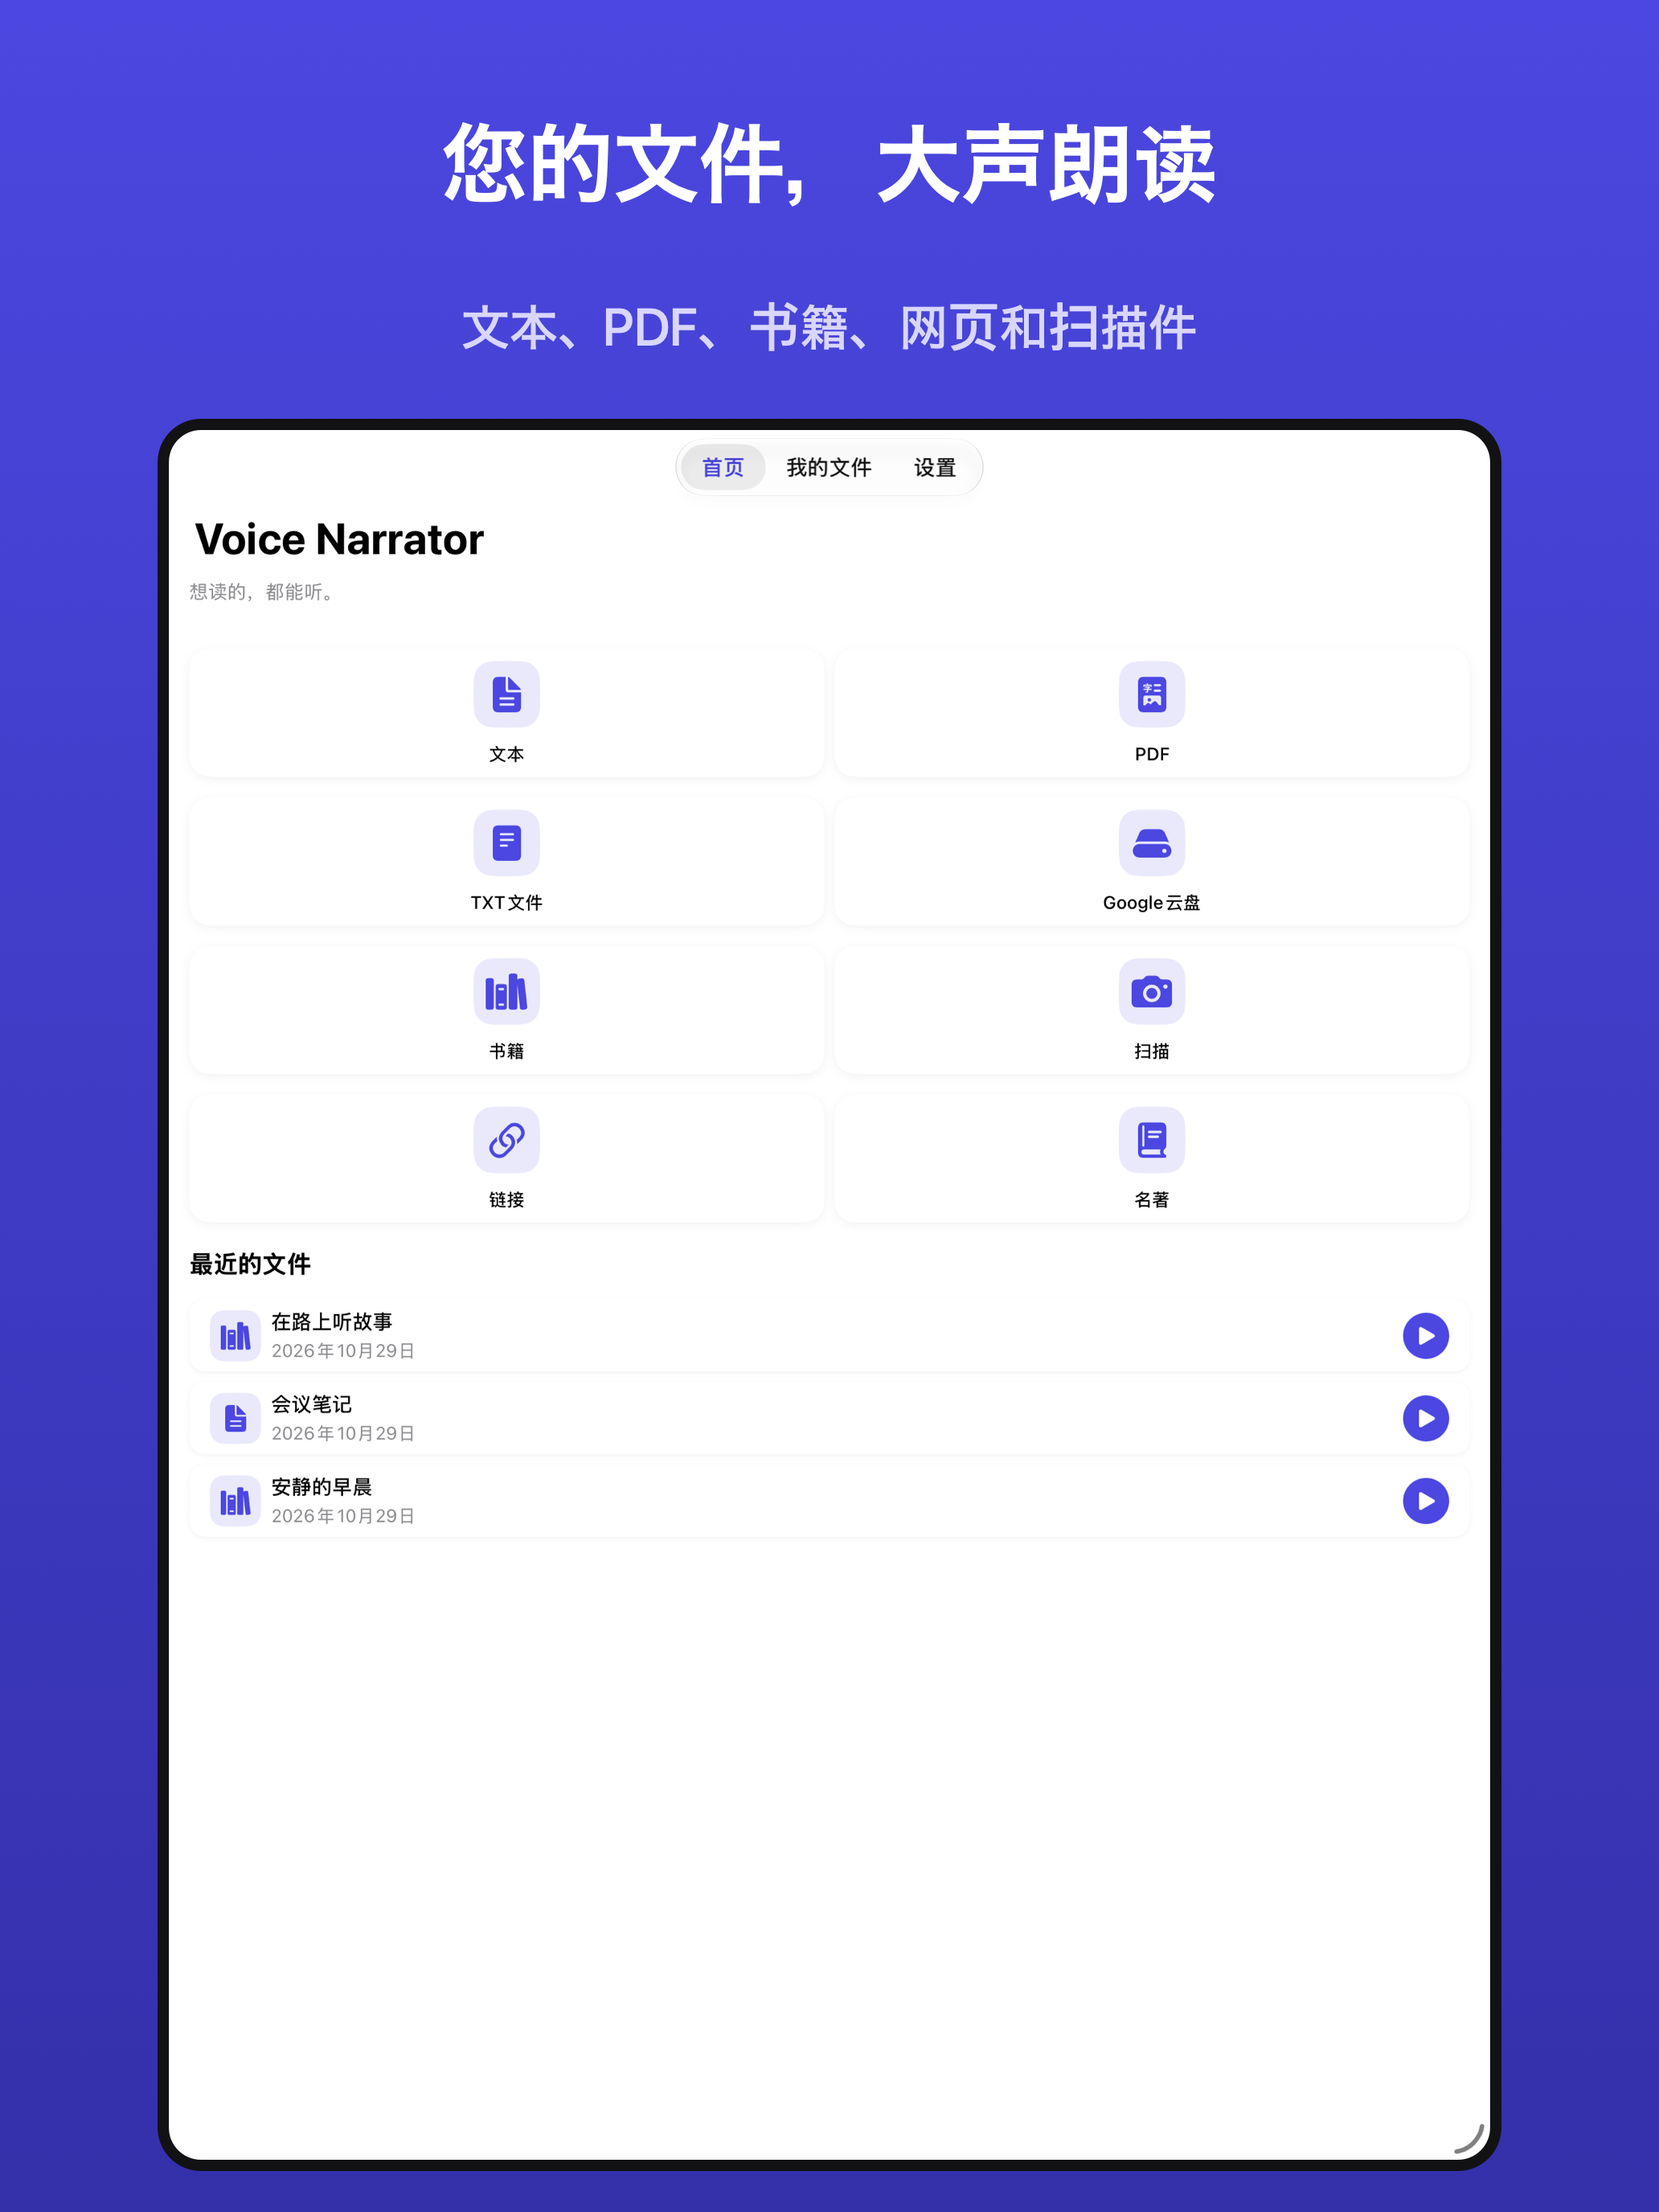 您的文件，大声朗读
文本、PDF、书籍、网页和扫描件
首页 我的文件 设置
Voice Narrator
想读的，都能听。
文本
PDF
TXT文件
Google云盘
书籍
扫描
链接
名著
最近的文件
在路上听故事
2026年10月29日
会议笔记
2026年10月29日
安静的早晨
2026年10月29日